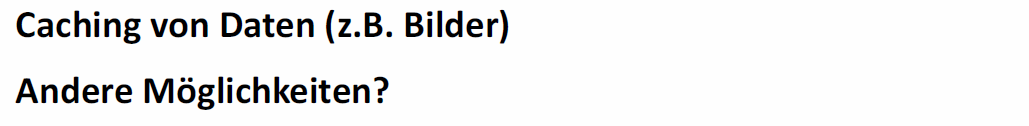 Caching von Daten (z.B. Bilder)
Andere Möglichkeiten?